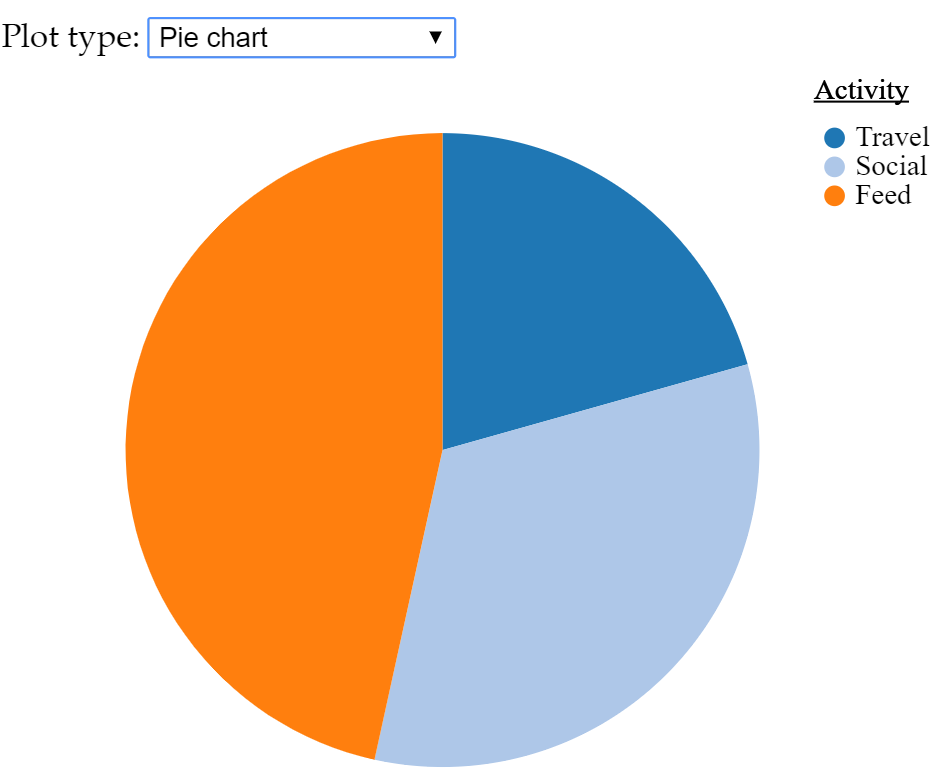 Plot type: Pie chart
Activity
Travel
Social
Feed